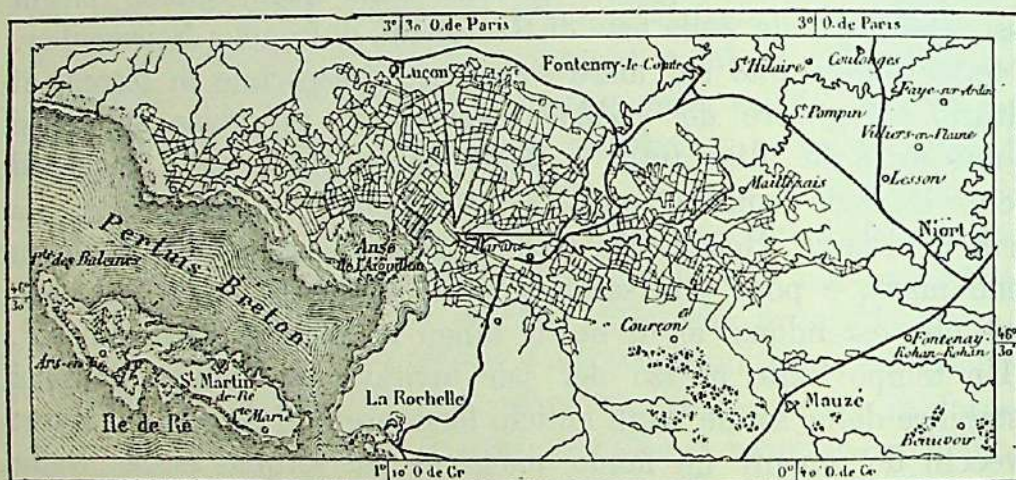 3° 30 O. de Paris
3° O. de Paris
Luçon
Fontenay-le-Comte
St Hilaire
Coulonges
Faye-sur-Ardin
St Pompin
Villiers-en-Plaine
Maillezais
Lesson
Niort
Marans
Anse
de l'Aiguillon
Pertuis Breton
Pte des Baleines
46° 30
Courçon
Fontenay-
Rohan-Rohan
46° 30
Ars-en-Ré
St Martin
de-Ré
La Rochelle
Mauzé
Ste Marie
Ile de Ré
Beauvoir
1° 10' O de Gr
0° 40' O. de Gr